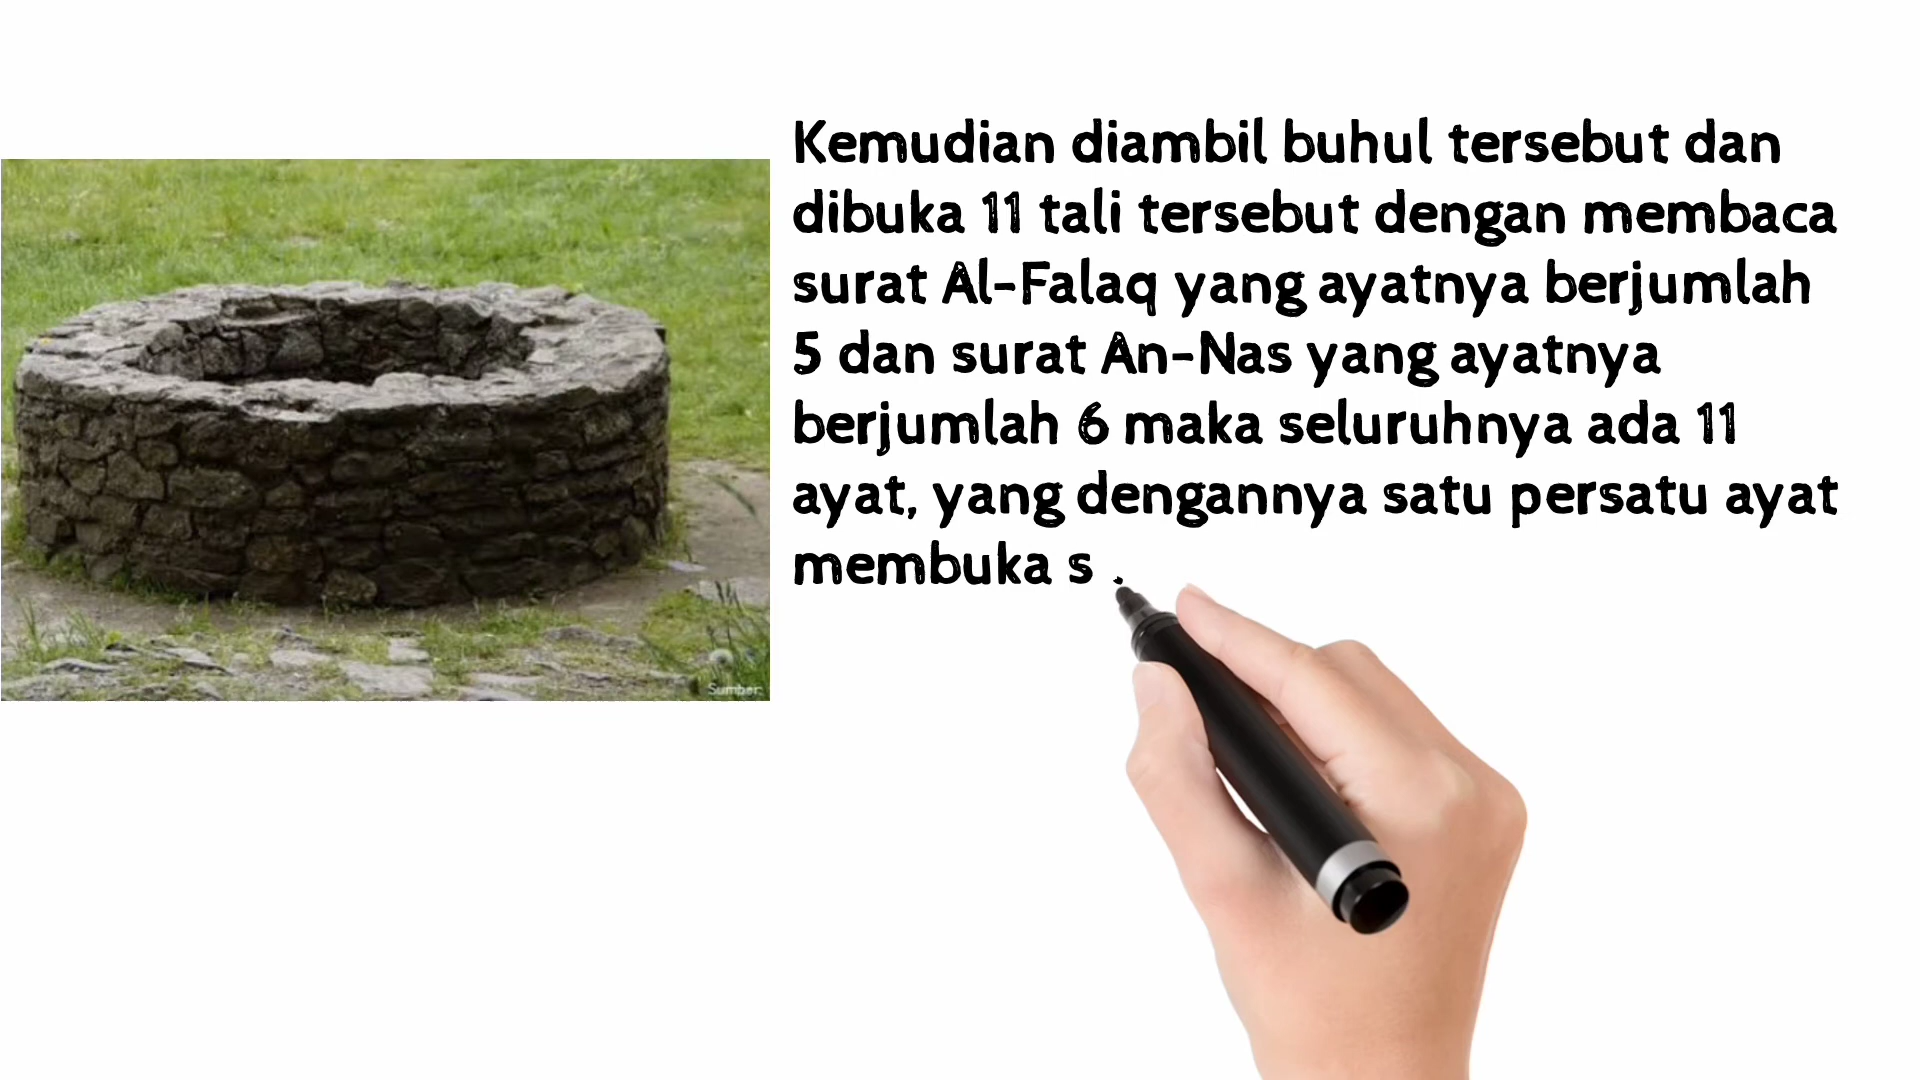 Kemudian diambil buhul tersebut dan
dibuka 11 tali tersebut dengan membaca
surat Al-Falaq yang ayatnya berjumlah
5 dan surat An-Nas yang ayatnya
berjumlah 6 maka seluruhnya ada 11
ayat, yang dengannya satu persatu ayat
membuka s
Sumber: